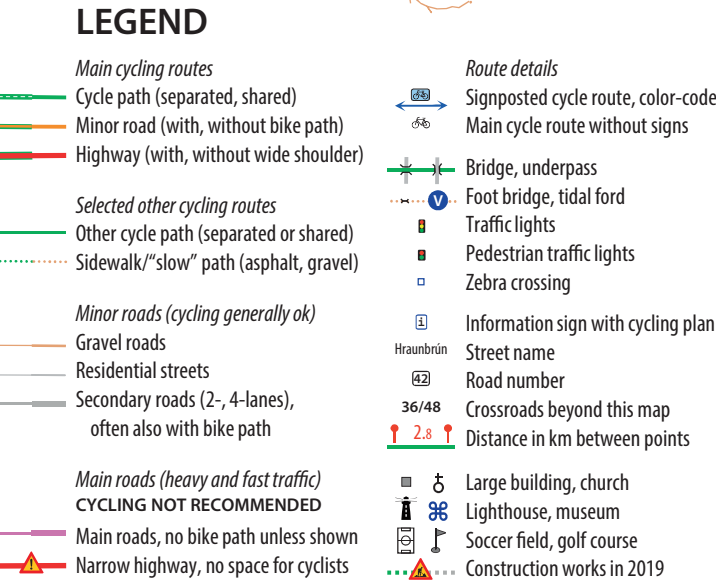 LEGEND
Main cycling routes
Cycle path (separated, shared)
Minor road (with, without bike path)
Highway (with, without wide shoulder)
Selected other cycling routes
Other cycle path (separated or shared)
Sidewalk/“slow” path (asphalt, gravel)
Minor roads (cycling generally ok)
Gravel roads
Residential streets
Secondary roads (2-, 4-lanes),
often also with bike path
Main roads (heavy and fast traffic)
CYCLING NOT RECOMMENDED
Main roads, no bike path unless shown
! Narrow highway, no space for cyclists
Route details
Signposted cycle route, color-code
Main cycle route without signs
Bridge, underpass
V Foot bridge, tidal ford
Traffic lights
Pedestrian traffic lights
Zebra crossing
i Information sign with cycling plan
Hraunbrún Street name
42 Road number
36/48 Crossroads beyond this map
2.8 Distance in km between points
Large building, church
Lighthouse, museum
Soccer field, golf course
Construction works in 2019